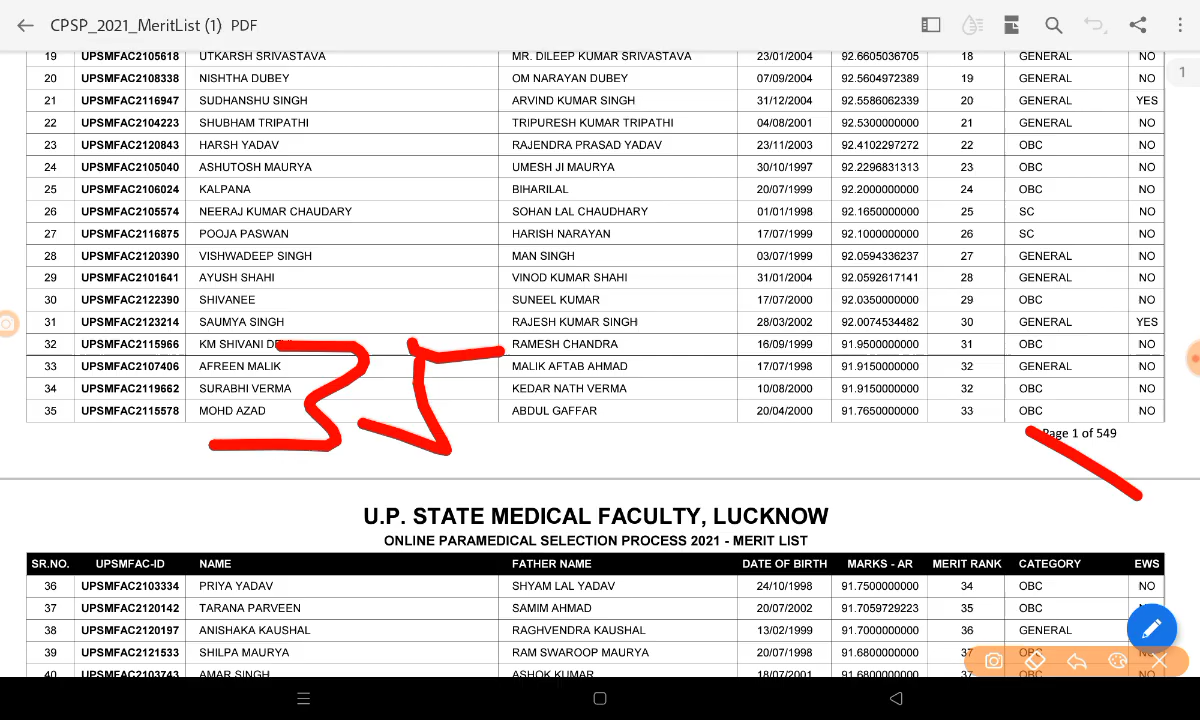 CPSP_2021_MeritList (1) PDF
1
19 UPSMFAC2105618 UTKARSH SRIVASTAVA MR. DILEEP KUMAR SRIVASTAVA 23/01/2004 92.6605036705 18 GENERAL NO
20 UPSMFAC2108338 NISHTHA DUBEY OM NARAYAN DUBEY 07/09/2004 92.5604972389 19 GENERAL NO
21 UPSMFAC2116947 SUDHANSHU SINGH ARVIND KUMAR SINGH 31/12/2004 92.5586062339 20 GENERAL YES
22 UPSMFAC2104223 SHUBHAM TRIPATHI TRIPURESH KUMAR TRIPATHI 04/08/2001 92.5300000000 21 GENERAL NO
23 UPSMFAC2120843 HARSH YADAV RAJENDRA PRASAD YADAV 23/11/2003 92.4102297272 22 OBC NO
24 UPSMFAC2105040 ASHUTOSH MAURYA UMESH JI MAURYA 30/10/1997 92.2296831313 23 OBC NO
25 UPSMFAC2106024 KALPANA BIHARILAL 20/07/1999 92.2000000000 24 OBC NO
26 UPSMFAC2105574 NEERAJ KUMAR CHAUDARY SOHAN LAL CHAUDHARY 01/01/1998 92.1650000000 25 SC NO
27 UPSMFAC2116875 POOJA PASWAN HARISH NARAYAN 17/07/1999 92.1000000000 26 SC NO
28 UPSMFAC2120390 VISHWADEEP SINGH MAN SINGH 03/07/1999 92.0594336237 27 GENERAL NO
29 UPSMFAC2101641 AYUSH SHAHI VINOD KUMAR SHAHI 31/01/2004 92.0592617141 28 GENERAL NO
30 UPSMFAC2122390 SHIVANEE SUNEEL KUMAR 17/07/2000 92.0350000000 29 OBC NO
31 UPSMFAC2123214 SAUMYA SINGH RAJESH KUMAR SINGH 28/03/2002 92.0074534482 30 GENERAL YES
32 UPSMFAC2115966 KM SHIVANI RAMESH CHANDRA 16/09/1999 91.9500000000 31 OBC NO
33 UPSMFAC2107406 AFREEN MALIK MALIK AFTAB AHMAD 17/07/1998 91.9150000000 32 GENERAL NO
34 UPSMFAC2119662 SURABHI VERMA KEDAR NATH VERMA 10/08/2000 91.9150000000 32 OBC NO
35 UPSMFAC2115578 MOHD AZAD ABDUL GAFFAR 20/04/2000 91.7650000000 33 OBC NO
35
Page 1 of 549
U.P. STATE MEDICAL FACULTY, LUCKNOW
ONLINE PARAMEDICAL SELECTION PROCESS 2021 - MERIT LIST
SR.NO. UPSMFAC-ID NAME FATHER NAME DATE OF BIRTH MARKS - AR MERIT RANK CATEGORY EWS
36 UPSMFAC2103334 PRIYA YADAV SHYAM LAL YADAV 24/10/1998 91.7500000000 34 OBC NO
37 UPSMFAC2120142 TARANA PARVEEN SAMIM AHMAD 20/07/2002 91.7059729223 35 OBC
38 UPSMFAC2120197 ANISHAKA KAUSHAL RAGHVENDRA KAUSHAL 13/02/1999 91.7000000000 36 GENERAL
39 UPSMFAC2121533 SHILPA MAURYA RAM SWAROOP MAURYA 20/07/1998 91.6800000000 37 OBC
40 UPSMFAC2103743 AMAR SINGH ASHOK KUMAR 18/07/2001 91.6800000000 37 OBC NO